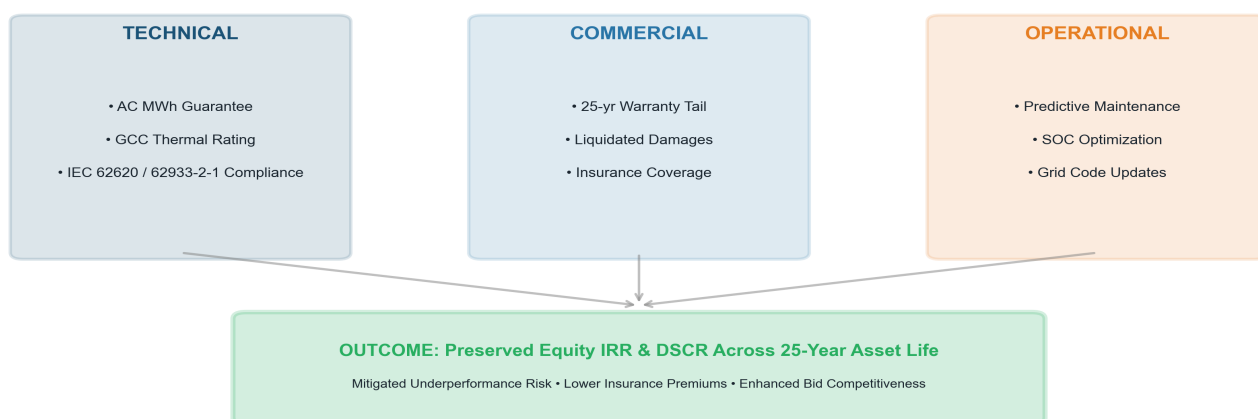 TECHNICAL
• AC MWh Guarantee
• GCC Thermal Rating
• IEC 62620 / 62933-2-1 Compliance
COMMERCIAL
• 25-yr Warranty Tail
• Liquidated Damages
• Insurance Coverage
OPERATIONAL
• Predictive Maintenance
• SOC Optimization
• Grid Code Updates
OUTCOME: Preserved Equity IRR & DSCR Across 25-Year Asset Life
Mitigated Underperformance Risk • Lower Insurance Premiums • Enhanced Bid Competitiveness